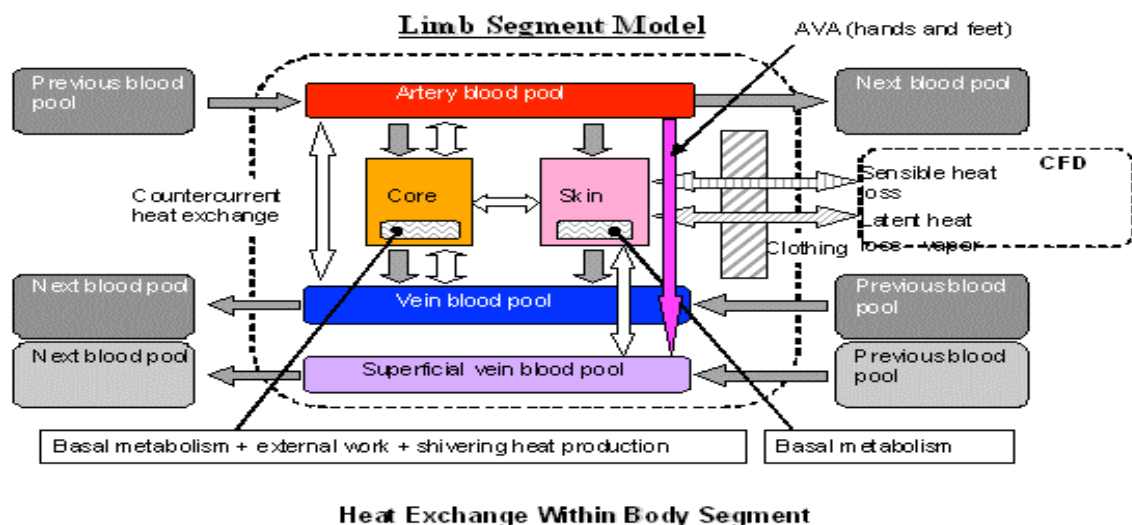 Limb Segment Model
AVA (hands and feet)
Previous blood
pool
Artery blood pool
Next blood
pool
Countercurrent
heat exchange
Core
Skin
CFD
Sensible heat
loss
Latent heat
loss vapor
Clothing
Next blood pool
Vein blood pool
Previous blood
pool
Next blood pool
Superficial vein blood pool
Previous blood
pool
Basal metabolism + external work + shivering heat production
Basal metabolism
Heat Exchange Within Body Segment